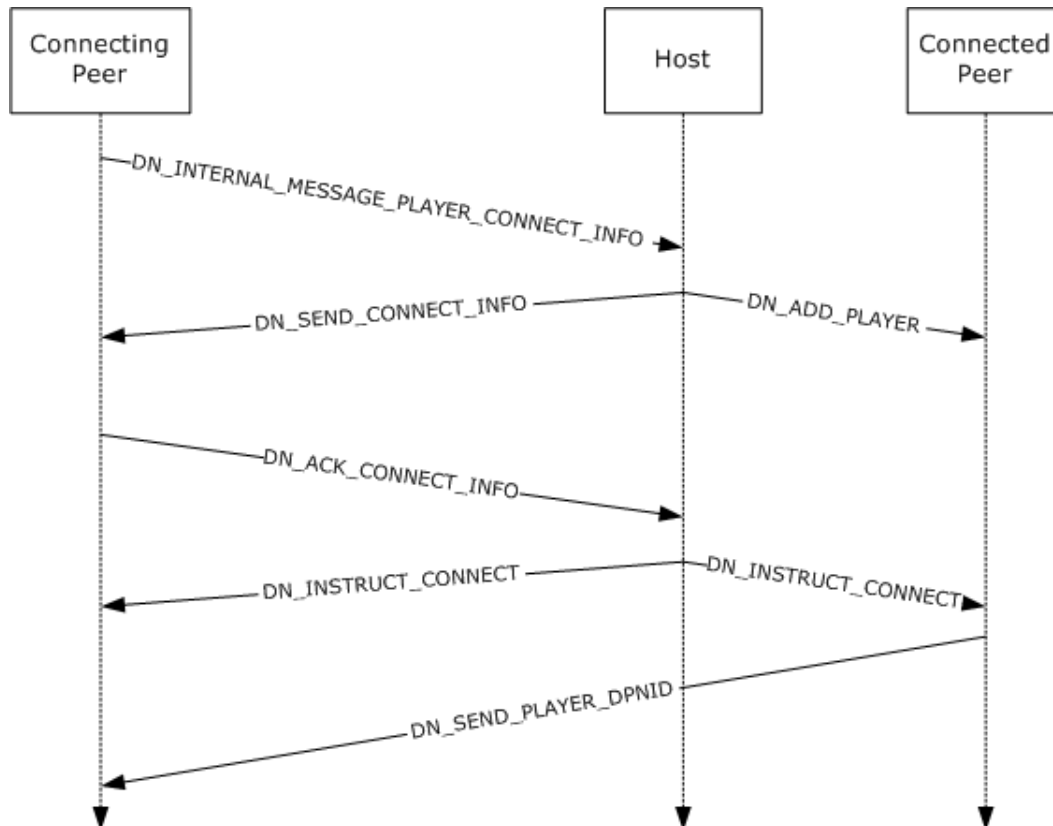 Connecting
Peer
Host
Connected
Peer
DN_INTERNAL_MESSAGE_PLAYER_CONNECT_INFO
DN_SEND_CONNECT_INFO
DN_ADD_PLAYER
DN_ACK_CONNECT_INFO
DN_INSTRUCT_CONNECT
DN_INSTRUCT_CONNECT
DN_SEND_PLAYER_DPNID